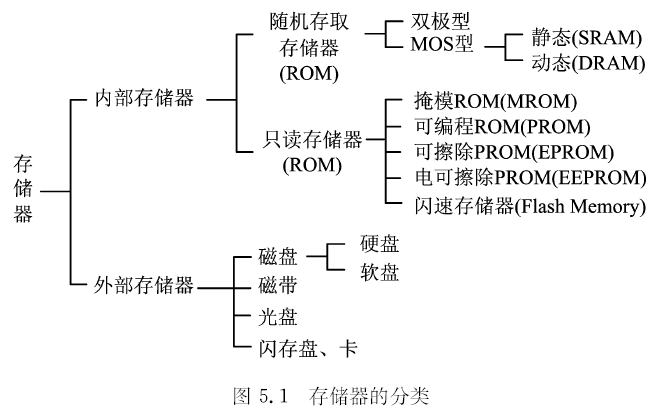 存储器
内部存储器
随机存取
存储器
(ROM)
双极型
MOS型
静态(SRAM)
动态(DRAM)
只读存储器
(ROM)
掩模ROM(MROM)
可编程ROM(PROM)
可擦除PROM(EPROM)
电可擦除PROM(EEPROM)
闪速存储器(Flash Memory)
外部存储器
磁盘
硬盘
软盘
磁带
光盘
闪存盘、卡
图 5.1 存储器的分类